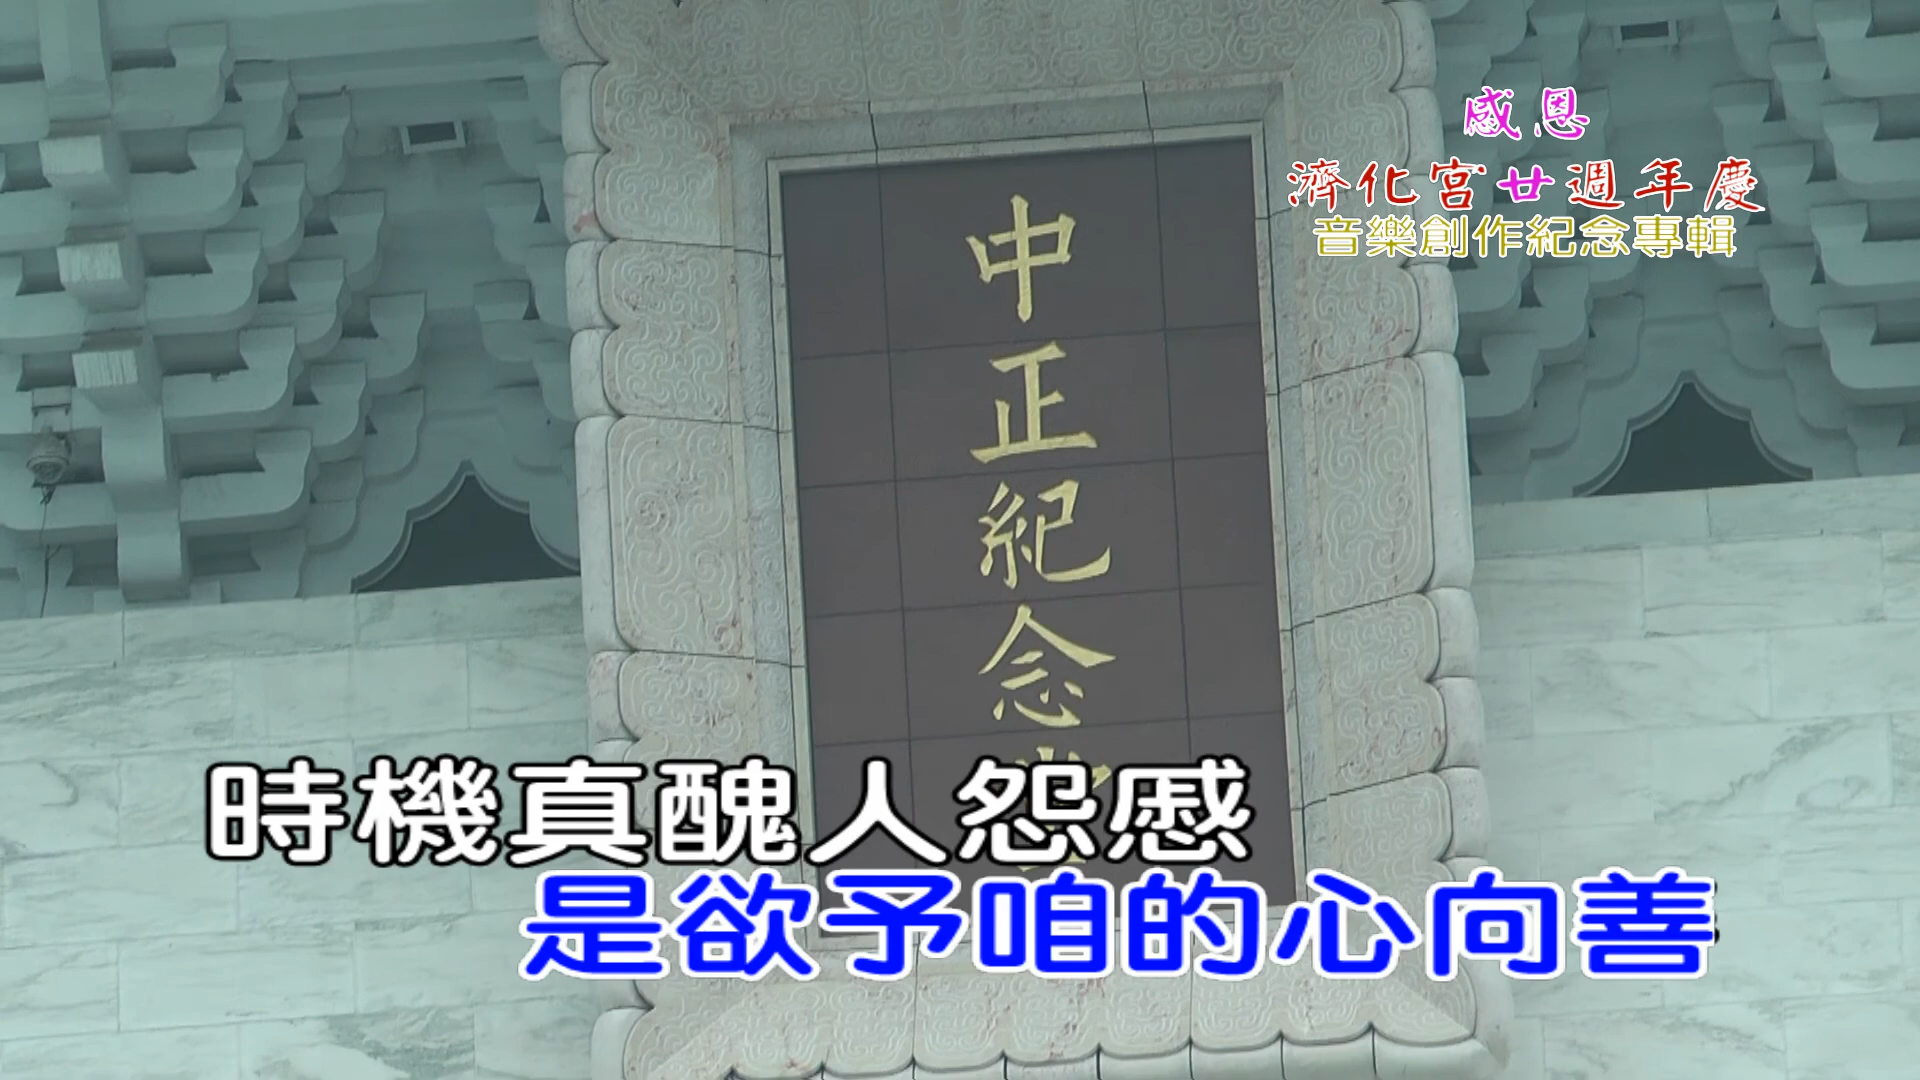 感恩
濟化宮廿週年慶
音樂創作紀念專輯
中正紀念堂
時機真醜人怨慼
是欲予咱的心向善